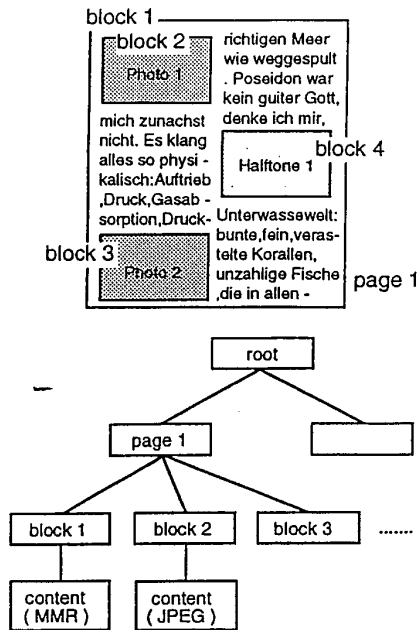 block 1
block 2
Photo 1
richtigen Meer
wie weggespult
. Poseidon war
kein guiter Gott,
denke ich mir,
mich zunachst
nicht. Es klang
alles so physi -
kalisch:Auftrieb
,Druck,Gasab -
sorption,Druck-
block 4
Halftone 1
block 3
Photo 2
Unterwassewelt:
bunte,fein,veras-
telte Korallen,
unzahlige Fische
,die in allen -
page 1
root
page 1
block 1
block 2
block 3
.......
content
( MMR )
content
( JPEG )